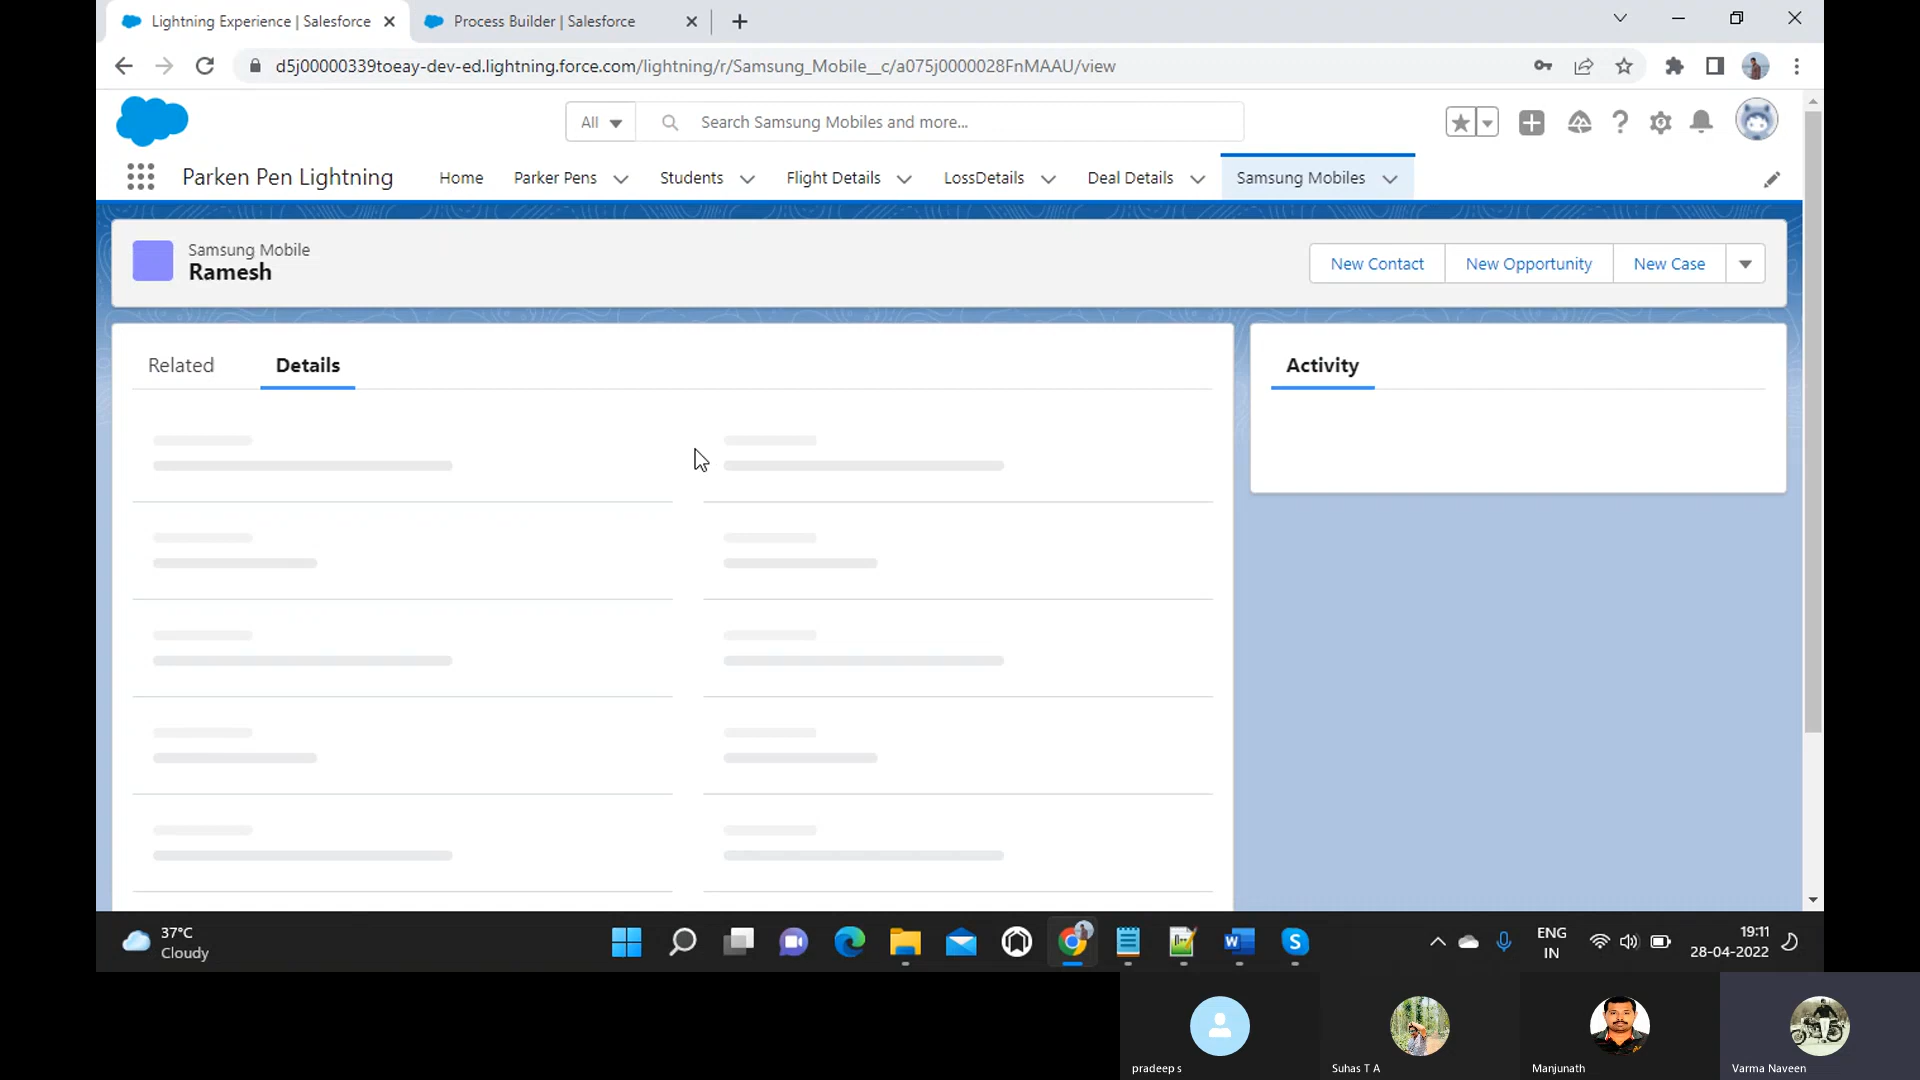 Lightning Experience | Salesforce
Process Builder | Salesforce
d5j00000339toeay-dev-ed.lightning.force.com/lightning/r/Samsung_Mobile__c/a075j0000028FnMAAU/view
All
Search Samsung Mobiles and more...
Parken Pen Lightning
Home
Parker Pens
Students
Flight Details
LossDetails
Deal Details
Samsung Mobiles
Samsung Mobile
Ramesh
New Contact
New Opportunity
New Case
Related
Details
Activity
37°C
Cloudy
ENG
IN
19:11
28-04-2022
pradeep s
Suhas T A
Manjunath
Varma Naveen